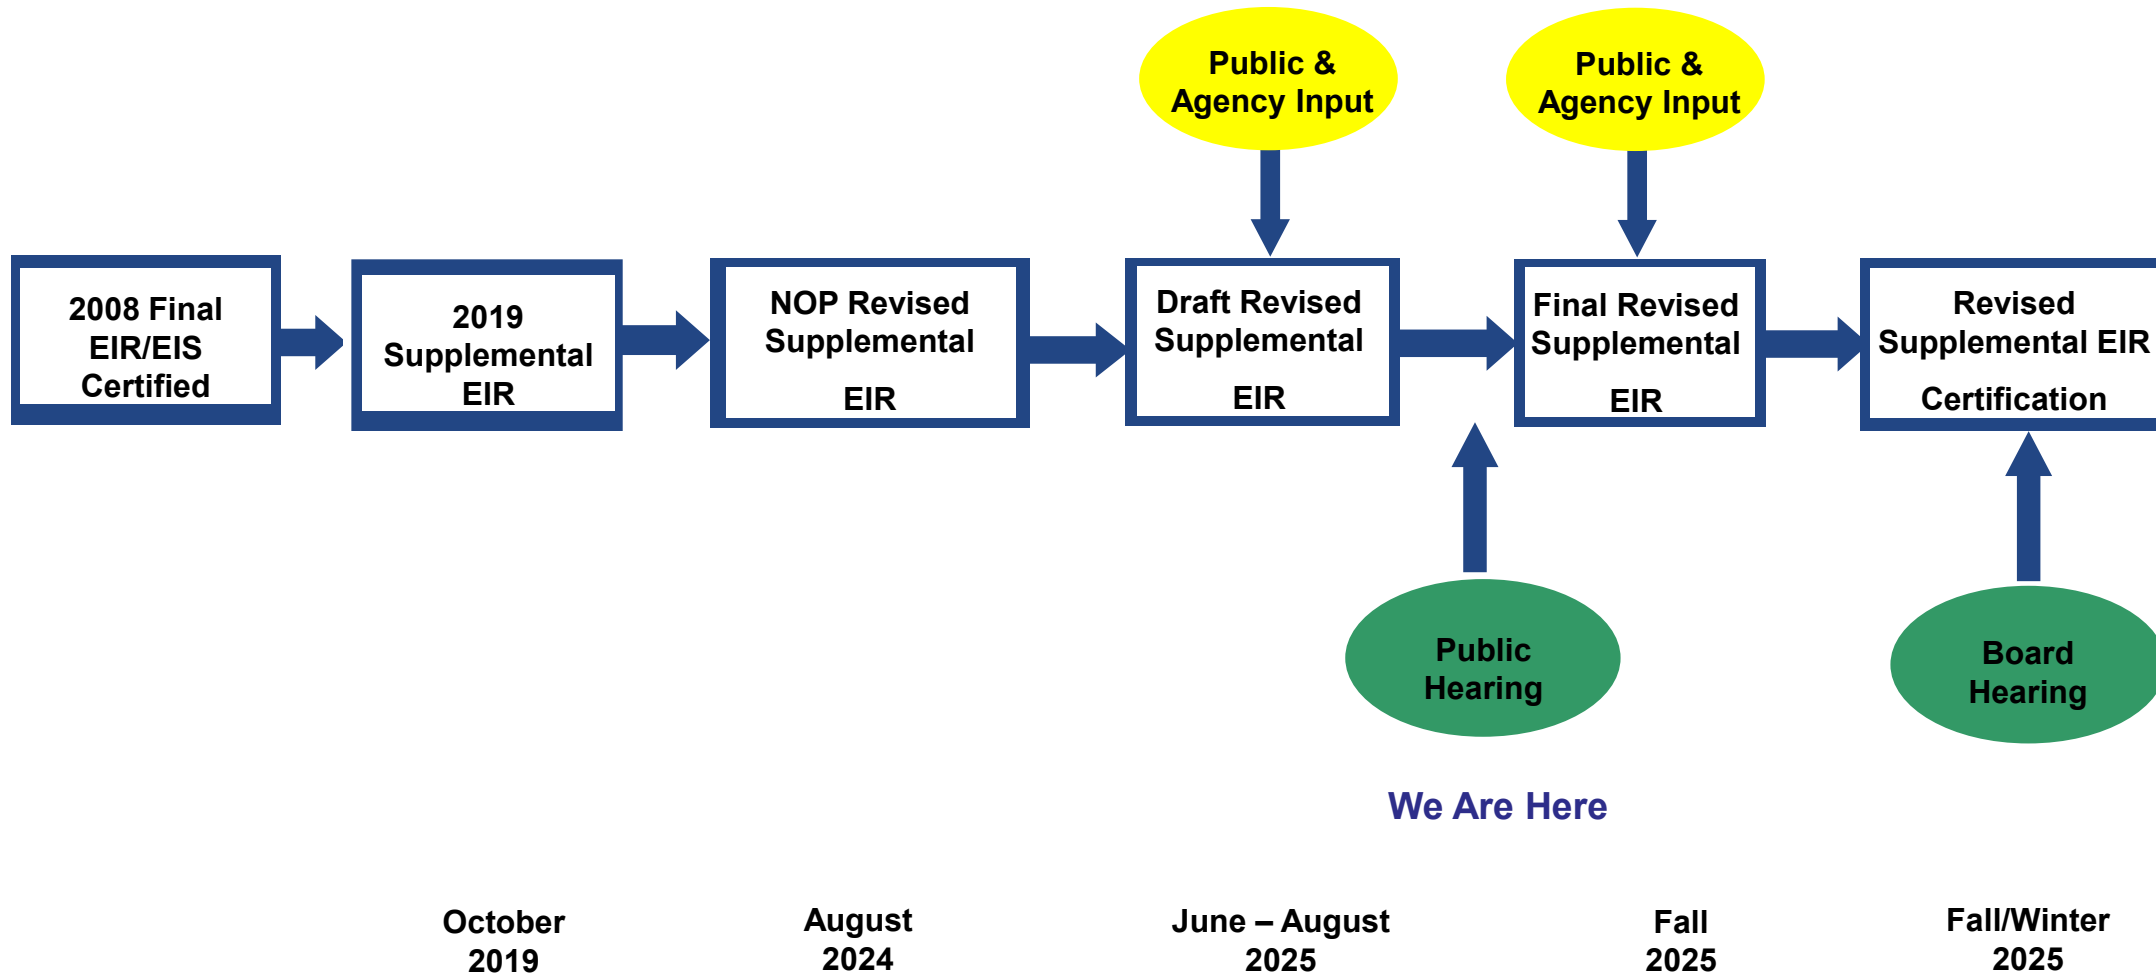 Public &
Agency Input
Public &
Agency Input
2008 Final
EIR/EIS
Certified
2019
Supplemental
EIR
NOP Revised
Supplemental
EIR
Draft Revised
Supplemental
EIR
Final Revised
Supplemental
EIR
Revised
Supplemental EIR
Certification
Public
Hearing
Board
Hearing
We Are Here
October
2019
August
2024
June – August
2025
Fall
2025
Fall/Winter
2025